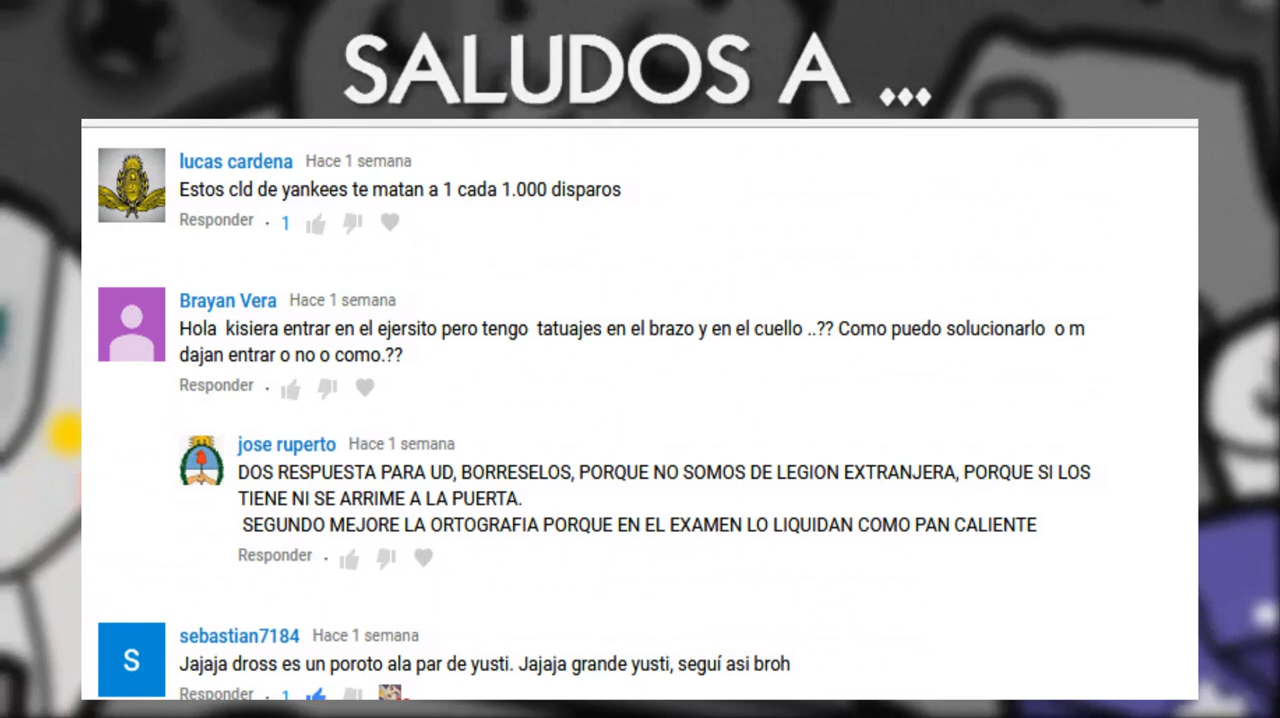 SALUDOS A ...
lucas cardena Hace 1 semana
Estos cld de yankees te matan a 1 cada 1.000 disparos
Responder · 1
Brayan Vera Hace 1 semana
Hola kisiera entrar en el ejersito pero tengo tatuajes en el brazo y en el cuello ..?? Como puedo solucionarlo o m
dajan entrar o no o como.??
Responder ·
jose ruperto Hace 1 semana
DOS RESPUESTA PARA UD, BORRESELOS, PORQUE NO SOMOS DE LEGION EXTRANJERA, PORQUE SI LOS
TIENE NI SE ARRIME A LA PUERTA.
SEGUNDO MEJORE LA ORTOGRAFIA PORQUE EN EL EXAMEN LO LIQUIDAN COMO PAN CALIENTE
Responder ·
S
sebastian7184 Hace 1 semana
Jajaja dross es un poroto ala par de yusti. Jajaja grande yusti, seguí asi broh
Responder · 1